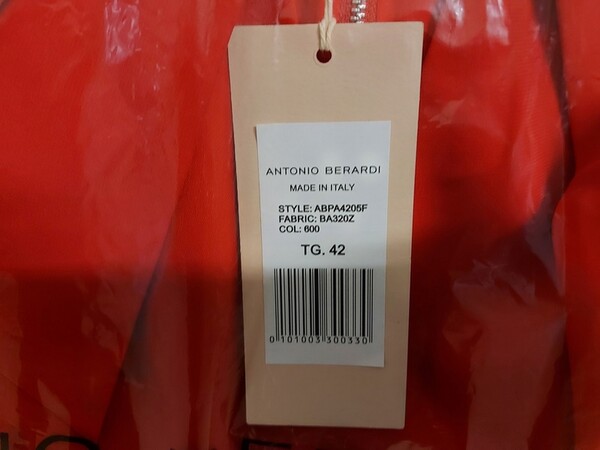 ANTONIO BERARDI
MADE IN ITALY
STYLE: ABPA4205F
FABRIC: BA320Z
COL: 600
TG. 42
0 101003 300330